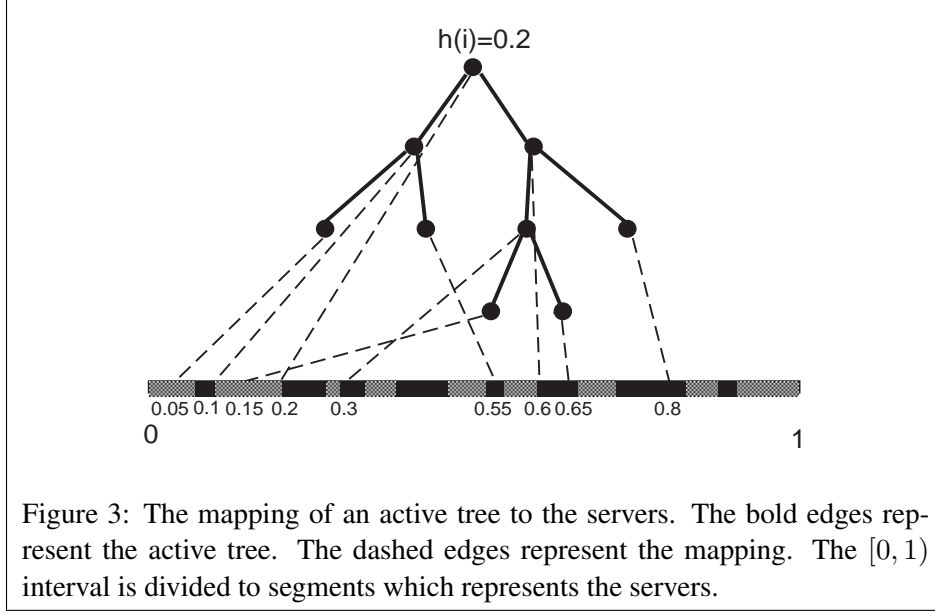 h(i)=0.2
0.05 0.1 0.15 0.2 0.3 0.55 0.6 0.65 0.8
0 1
Figure 3: The mapping of an active tree to the servers. The bold edges rep-
resent the active tree. The dashed edges represent the mapping. The [0, 1)
interval is divided to segments which represents the servers.